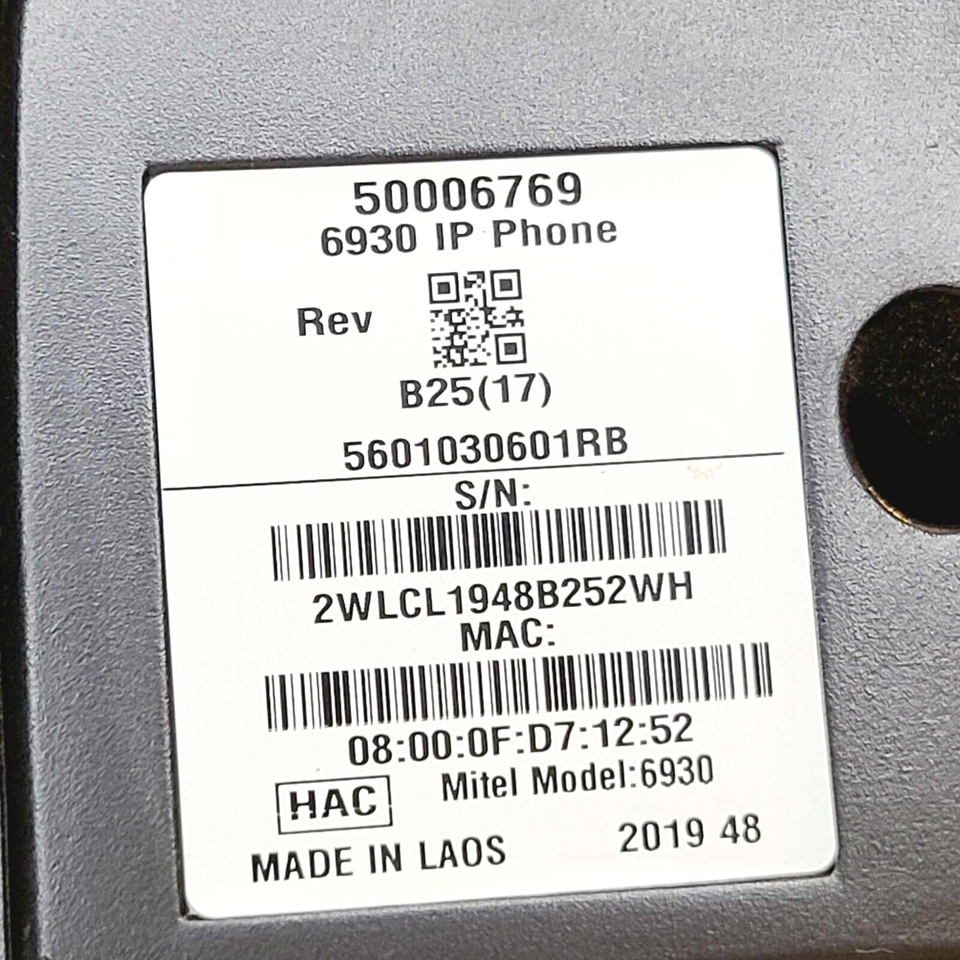 50006769
6930 IP Phone
Rev
B25(17)
5601030601RB
S/N:
2WLCL1948B252WH
MAC:
08:00:0F:D7:12:52
Mitel Model:6930
HAC
2019 48
MADE IN LAOS